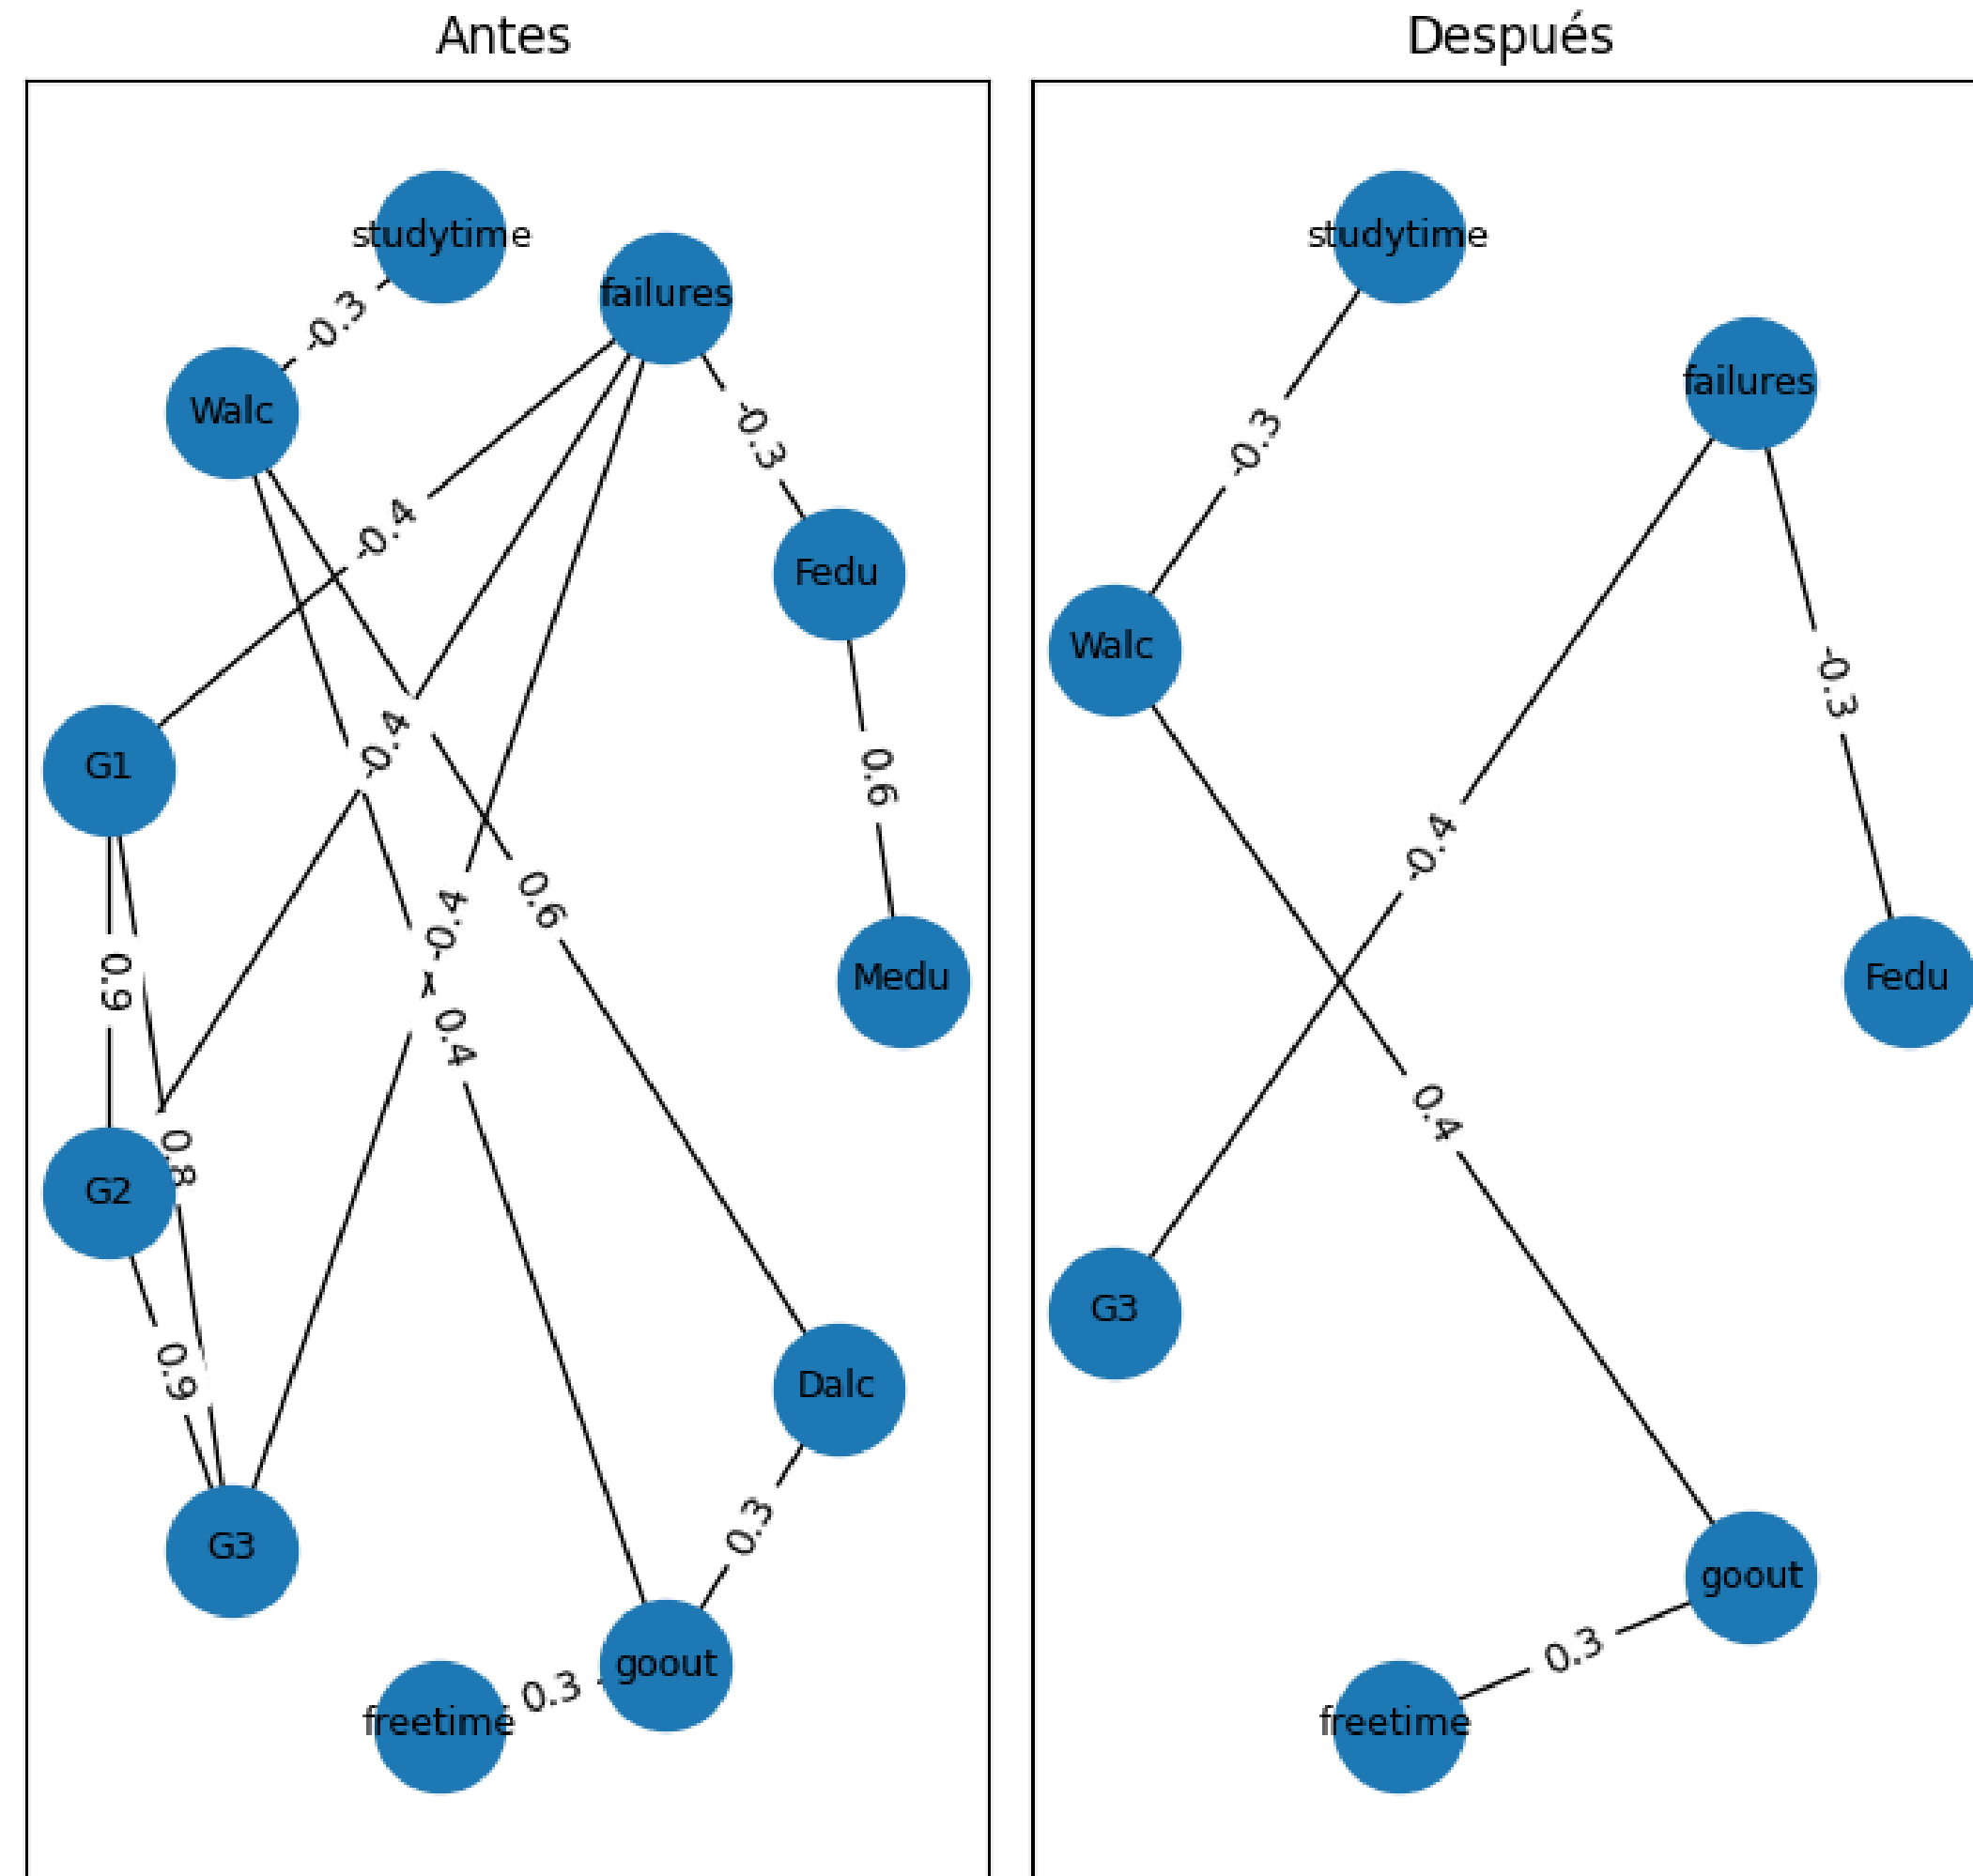 Antes
studytime
failures
-0.3
Walc
-0.3
-0.4
Fedu
-0.4
G1
0.6
0.6
-0.4
0.9
Medu
0.4
0.8
G2
0.9
Dalc
0.3
G3
goout
0.3
freetime
Después
studytime
failures
-0.3
Walc
-0.3
-0.4
Fedu
0.4
G3
goout
0.3
freetime